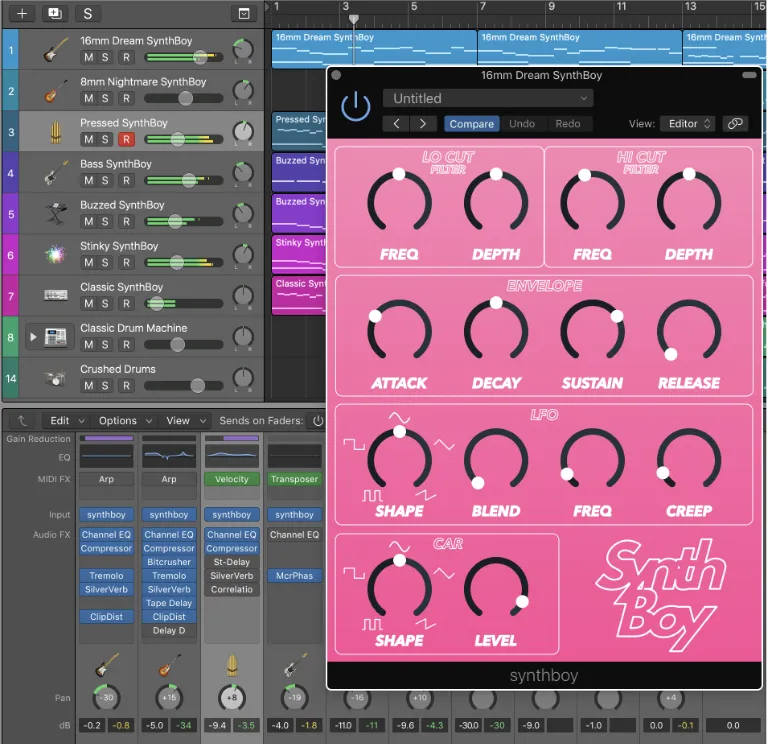 S
1 3 5 7 9 11 13 15
1 16mm Dream SynthBoy
M S R
2 8mm Nightmare SynthBoy
M S R
3 Pressed SynthBoy
M S R
4 Bass SynthBoy
M S R
5 Buzzed SynthBoy
M S R
6 Stinky SynthBoy
M S R
7 Classic SynthBoy
M S R
8 Classic Drum Machine
M S R
14 Crushed Drums
M S R
16mm Dream SynthBoy 16mm Dream SynthBoy 16mm Dream
Pressed Syn
Buzzed Syn
Buzzed Syn
Stinky Synth
Classic Syn
16mm Dream SynthBoy
Untitled
Compare Undo Redo View: Editor
LO CUT
FILTER
HI CUT
FILTER
FREQ DEPTH FREQ DEPTH
ENVELOPE
ATTACK DECAY SUSTAIN RELEASE
LFO
SHAPE BLEND FREQ CREEP
CAR
SHAPE LEVEL
Synth
Boy
synthboy
Edit Options View Sends on Faders:
Gain Reduction
EQ
MIDI FX Arp Arp Velocity Transposer
Input synthboy synthboy synthboy synthboy
Audio FX Channel EQ Channel EQ Channel EQ Channel EQ
Compressor Compressor Compressor
Bitcrusher St-Delay
Tremolo Tremolo SilverVerb McrPhas
SilverVerb SilverVerb Correlatio
Tape Delay
ClipDist ClipDist
Delay D
Pan -30 +15 +8 -19 -16 +10 +4
dB -0.2 -0.8 -5.0 -34 -9.4 -3.5 -4.0 -1.8 -11.0 -11 -9.6 -4.3 -30.0 -30 -9.0 -1.0 0.0 -0.1 0.0